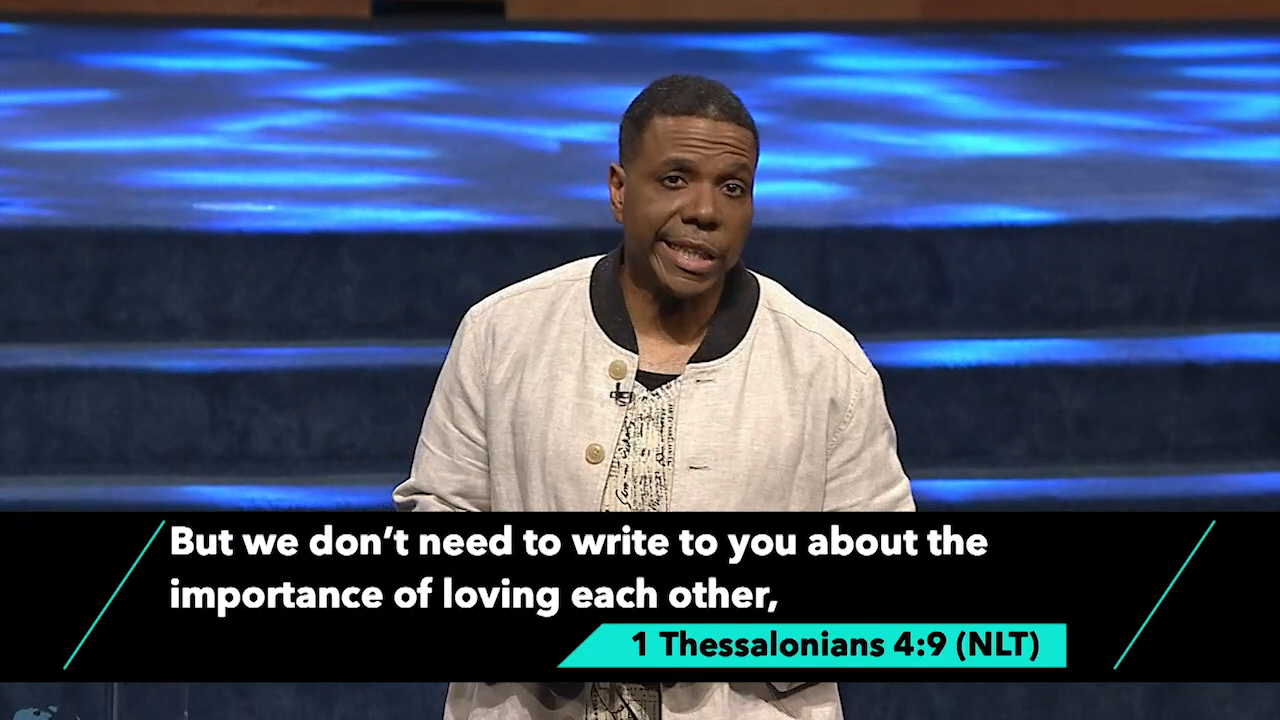 But we don’t need to write to you about the
importance of loving each other,
1 Thessalonians 4:9 (NLT)